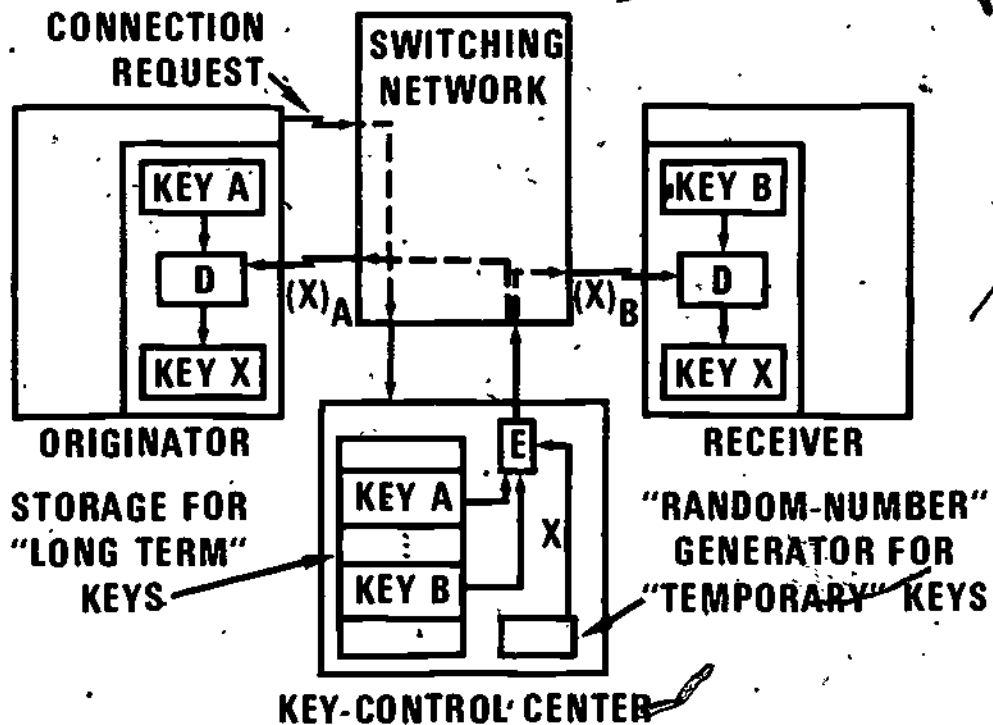 CONNECTION
REQUEST
SWITCHING
NETWORK
KEY A
D
KEY X
(X)A
(X)B
KEY B
D
KEY X
ORIGINATOR
RECEIVER
E
KEY A
⋮
KEY B
X
STORAGE FOR
"LONG TERM"
KEYS
"RANDOM-NUMBER"
GENERATOR FOR
"TEMPORARY" KEYS
KEY-CONTROL CENTER